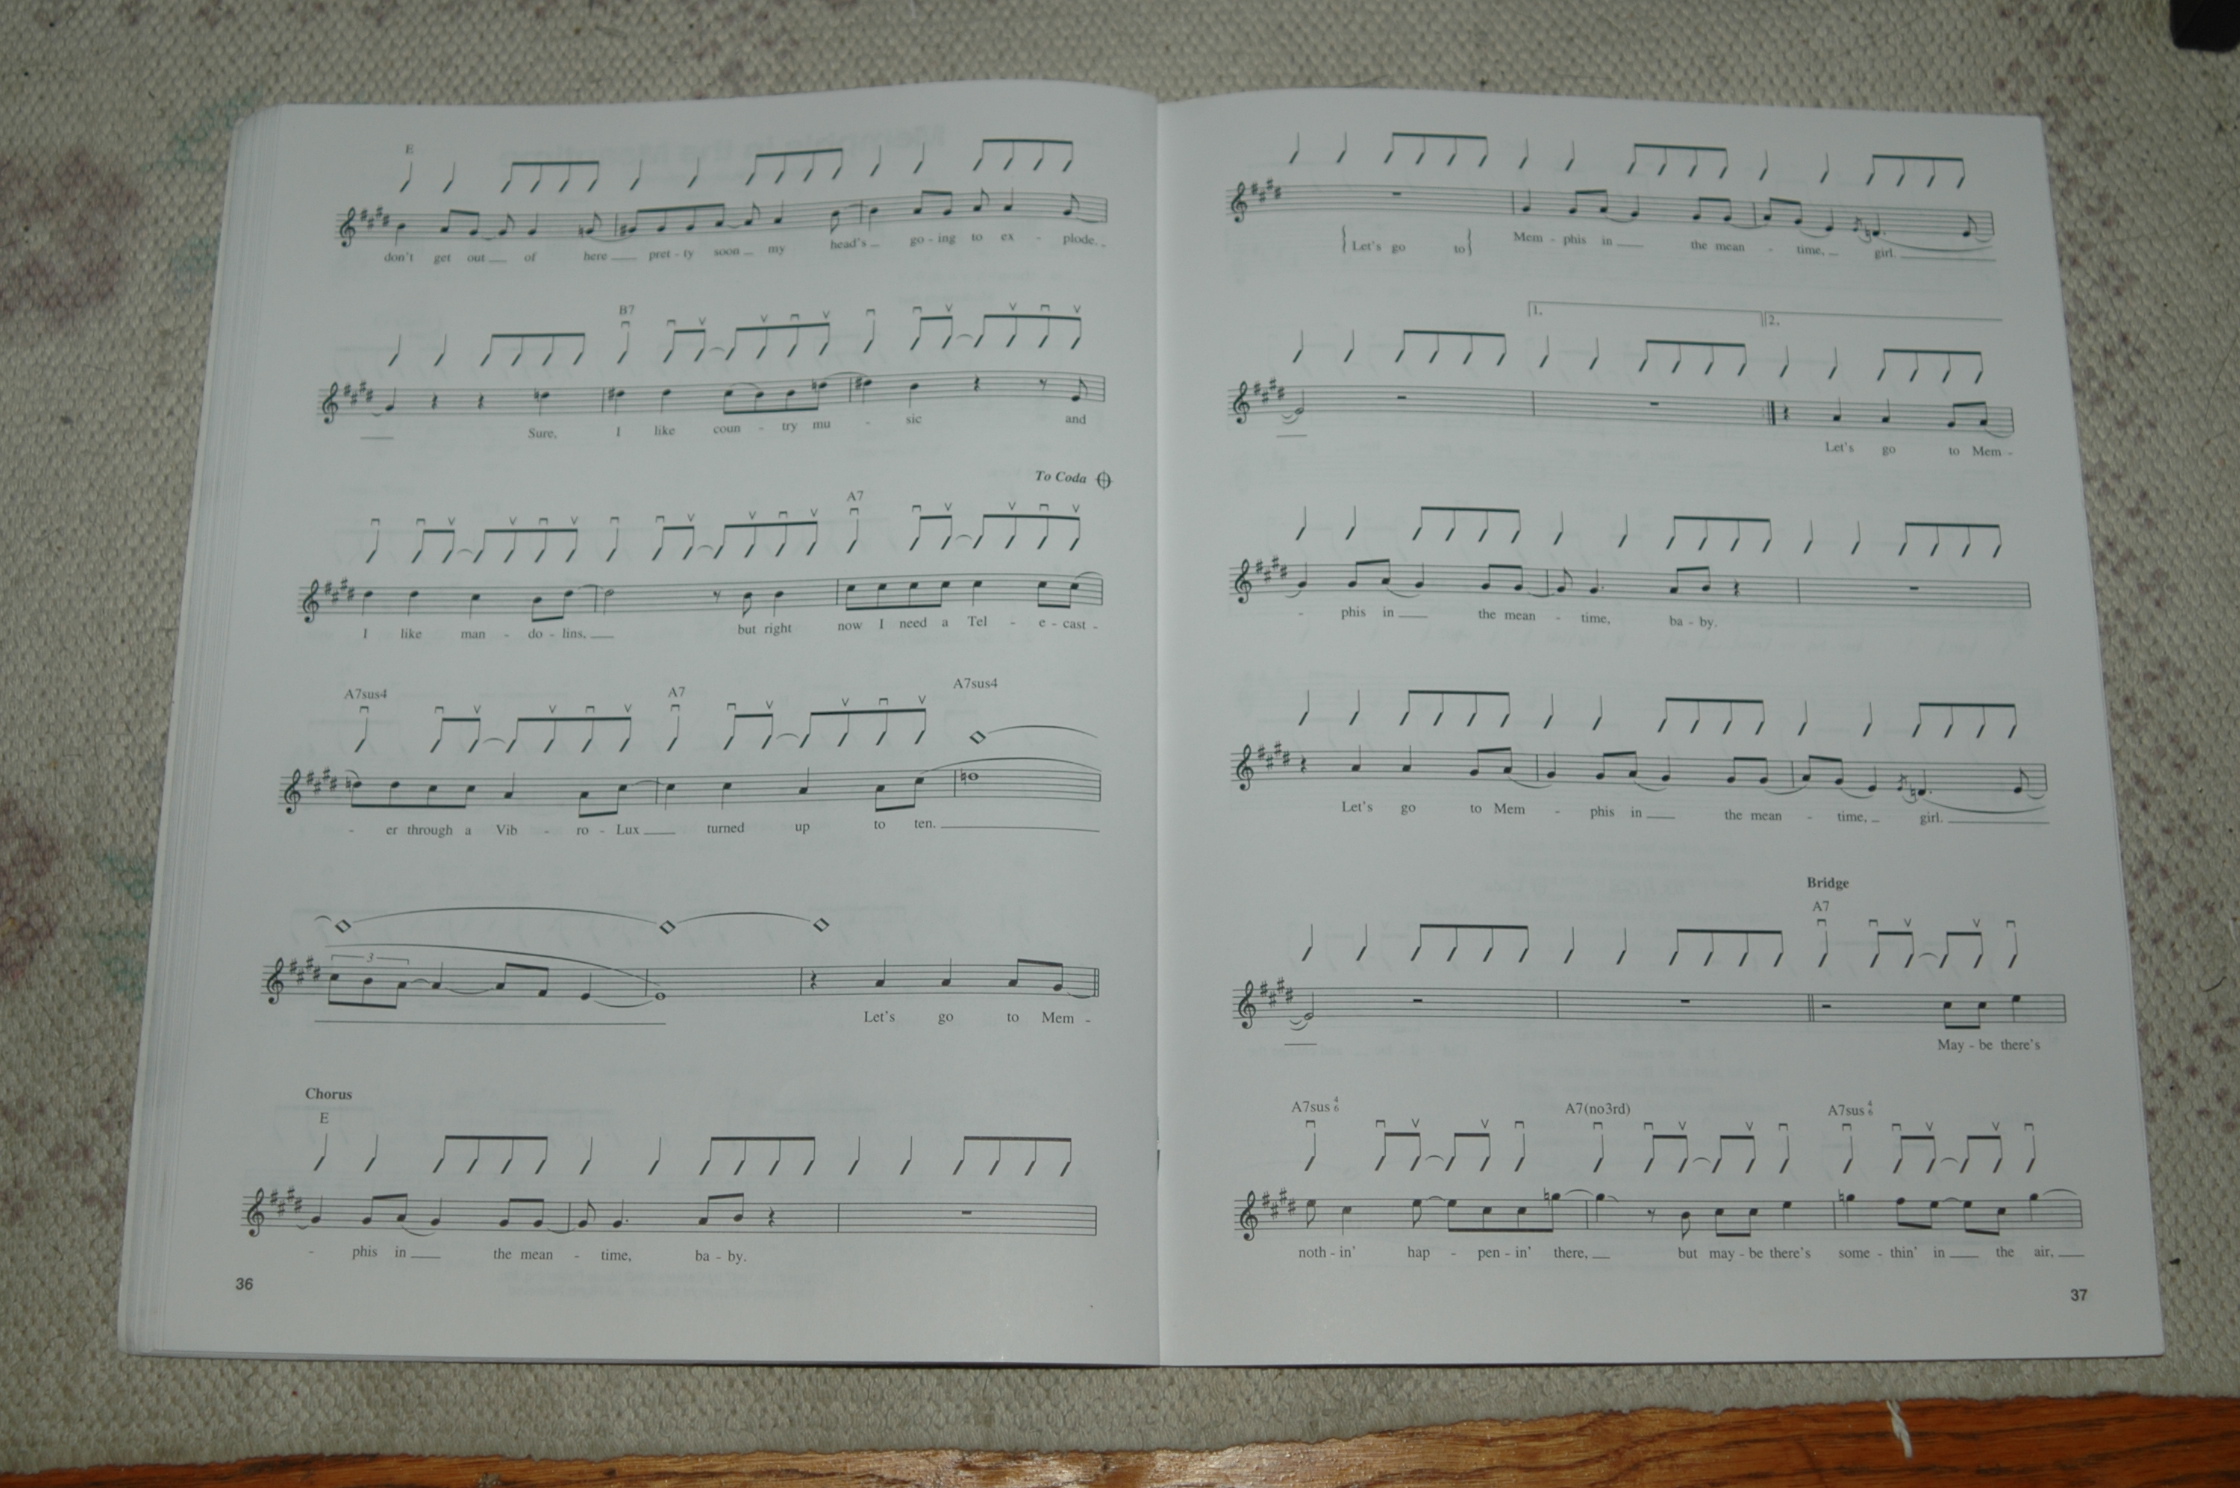 E
don't get out of here pret - ty soon my head's go - ing to ex - plode.
B7
Sure, I like coun - try mu - sic and
To Coda
A7
I like man - do - lins, but right now I need a Tel - e - cast -
A7sus4 A7 A7sus4
- er through a Vib - ro - Lux turned up to ten.
3
Let's go to Mem -
Chorus
E
- phis in the mean - time, ba - by.
36
{ Let's go to } Mem - phis in the mean - time, girl.
1. 2.
Let's go to Mem -
- phis in the mean - time, ba - by.
Let's go to Mem - phis in the mean - time, girl.
Bridge
A7
May - be there's
A7sus 4 6 A7(no3rd) A7sus 4 6
noth - in' hap - pen - in' there, but may - be there's some - thin' in the air,
37